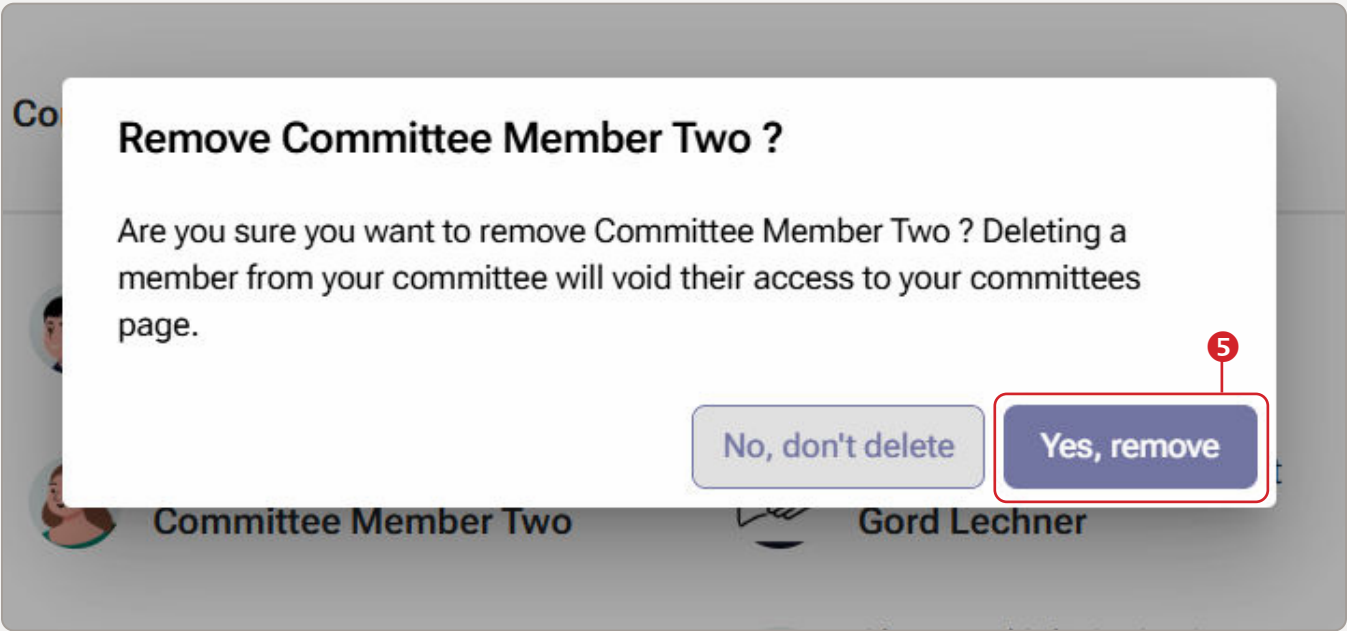 Co
Remove Committee Member Two ?
Are you sure you want to remove Committee Member Two ? Deleting a
member from your committee will void their access to your committees
page.
5
No, don't delete
Yes, remove
t
Committee Member Two
Gord Lechner